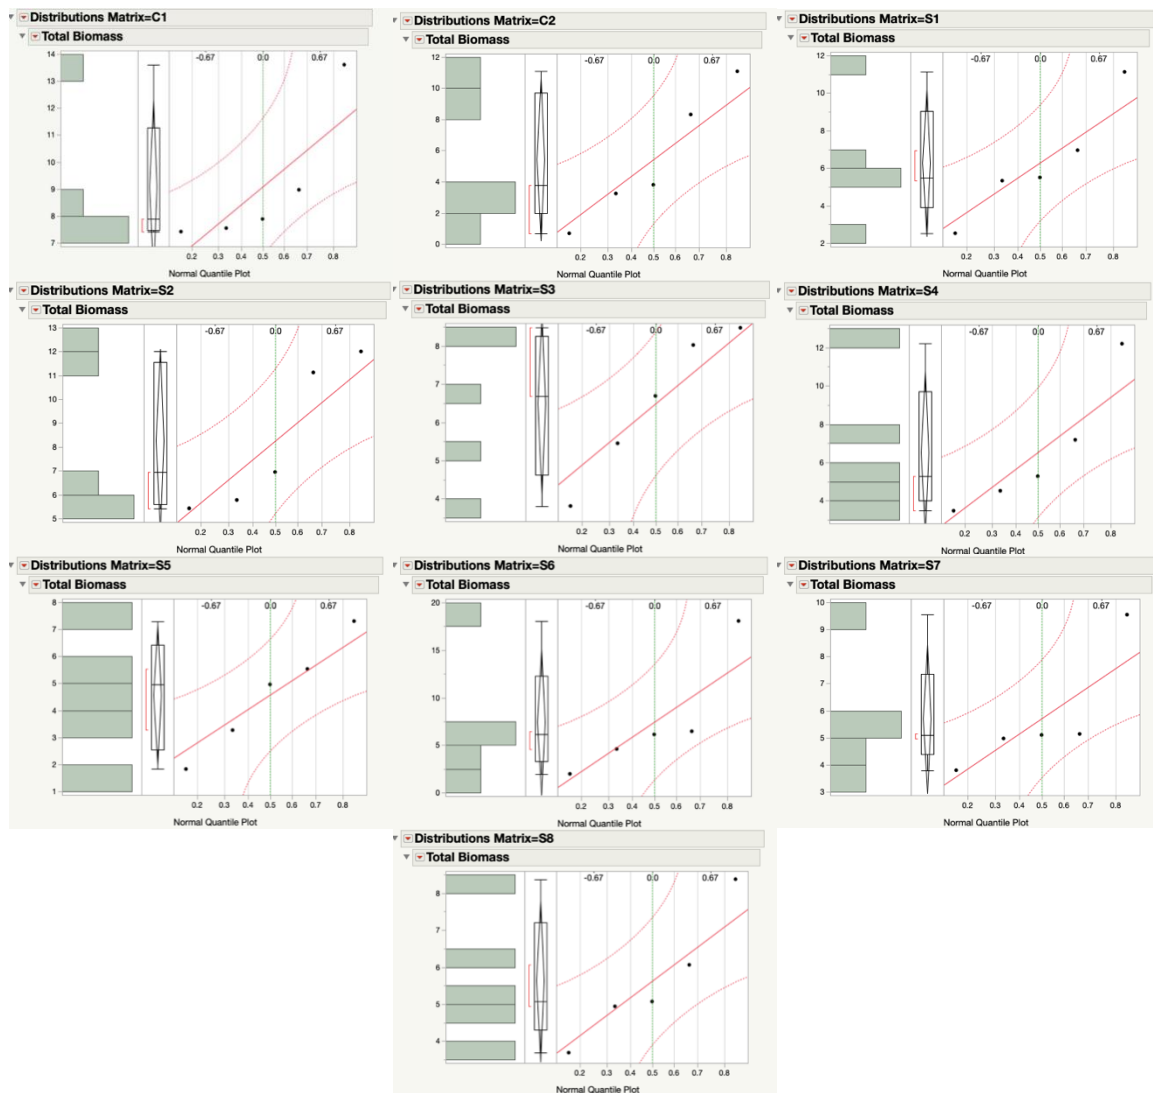 Distributions Matrix=C1
Total Biomass
-0.67 0.0 0.67
14
13
12
11
10
9
8
7
0.2 0.3 0.4 0.5 0.6 0.7 0.8
Normal Quantile Plot
Distributions Matrix=C2
Total Biomass
-0.67 0.0 0.67
12
10
8
6
4
2
0
0.2 0.3 0.4 0.5 0.6 0.7 0.8
Normal Quantile Plot
Distributions Matrix=S1
Total Biomass
-0.67 0.0 0.67
12
10
8
7
6
4
2
0.2 0.3 0.4 0.5 0.6 0.7 0.8
Normal Quantile Plot
Distributions Matrix=S2
Total Biomass
-0.67 0.0 0.67
13
12
11
10
9
8
7
6
5
0.2 0.3 0.4 0.5 0.6 0.7 0.8
Normal Quantile Plot
Distributions Matrix=S3
Total Biomass
-0.67 0.0 0.67
8
7
6
5
4
0.2 0.3 0.4 0.5 0.6 0.7 0.8
Normal Quantile Plot
Distributions Matrix=S4
Total Biomass
-0.67 0.0 0.67
12
10
8
6
4
0.2 0.3 0.4 0.5 0.6 0.7 0.8
Normal Quantile Plot
Distributions Matrix=S5
Total Biomass
-0.67 0.0 0.67
8
7
6
5
4
3
2
1
0.2 0.3 0.4 0.5 0.6 0.7 0.8
Normal Quantile Plot
Distributions Matrix=S6
Total Biomass
-0.67 0.0 0.67
20
15
10
5
0
0.2 0.3 0.4 0.5 0.6 0.7 0.8
Normal Quantile Plot
Distributions Matrix=S7
Total Biomass
-0.67 0.0 0.67
10
9
8
7
6
5
4
3
0.2 0.3 0.4 0.5 0.6 0.7 0.8
Normal Quantile Plot
Distributions Matrix=S8
Total Biomass
-0.67 0.0 0.67
8
7
6
5
4
0.2 0.3 0.4 0.5 0.6 0.7 0.8
Normal Quantile Plot